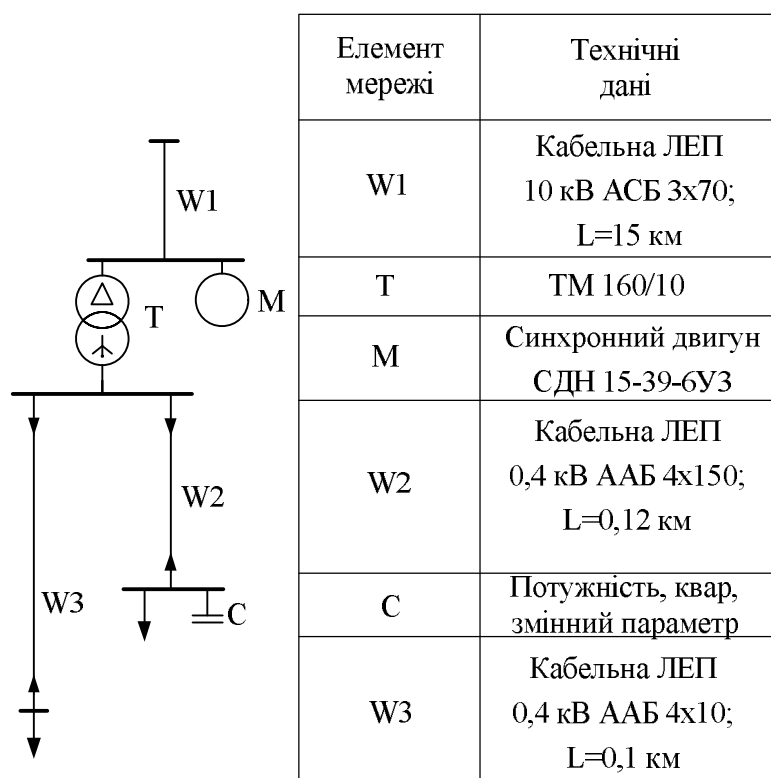 Елемент
мережі
Технічні
дані
W1
Кабельна ЛЕП
10 кВ АСБ 3х70;
L=15 км
Т
ТМ 160/10
М
Синхронний двигун
СДН 15-39-6У3
W2
Кабельна ЛЕП
0,4 кВ ААБ 4х150;
L=0,12 км
С
Потужність, квар,
змінний параметр
W3
Кабельна ЛЕП
0,4 кВ ААБ 4х10;
L=0,1 км
W1
Т
М
W2
W3
С